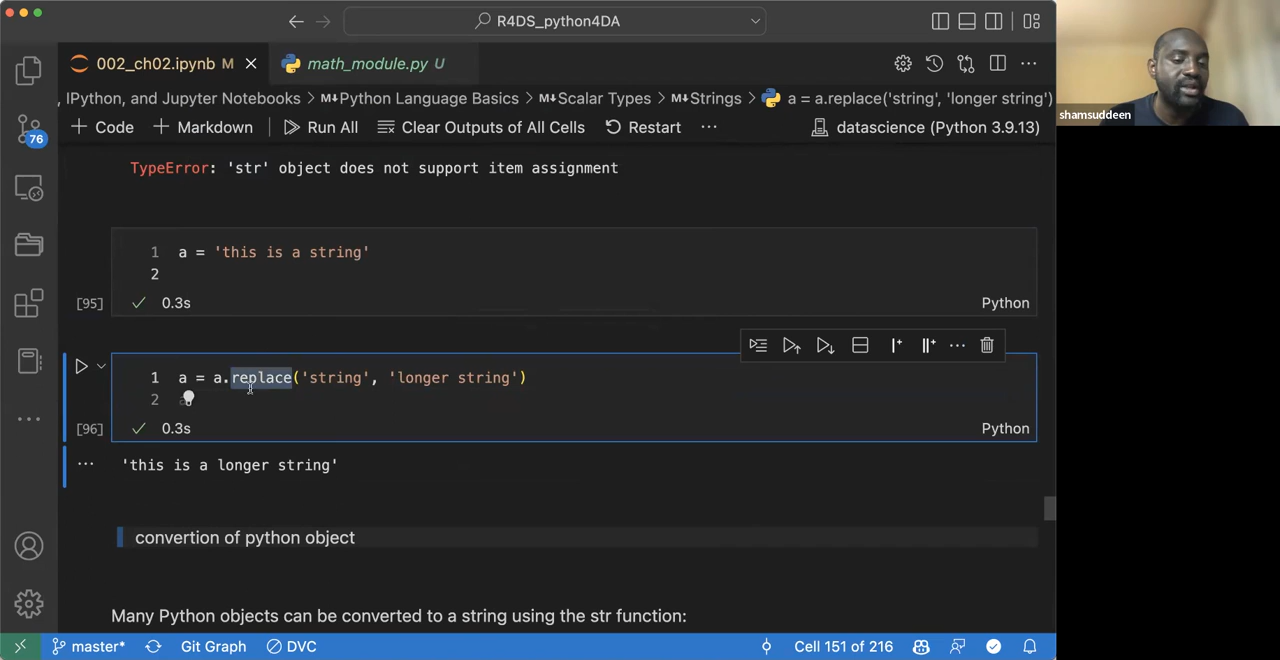 R4DS_python4DA
002_ch02.ipynb M
math_module.py U
, IPython, and Jupyter Notebooks > M↓Python Language Basics > M↓Scalar Types > M↓Strings > a = a.replace('string', 'longer string')
+ Code + Markdown Run All Clear Outputs of All Cells Restart ··· datascience (Python 3.9.13)
shamsuddeen
76
TypeError: 'str' object does not support item assignment
1 a = 'this is a string'
2
[95] 0.3s Python
1 a = a.replace('string', 'longer string')
2 a
[96] 0.3s Python
'this is a longer string'
convertion of python object
Many Python objects can be converted to a string using the str function:
master* Git Graph DVC Cell 151 of 216